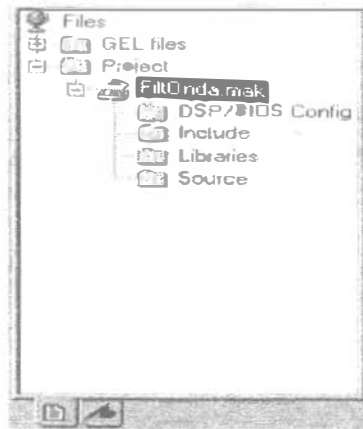 Files
GEL files
Project
FiltOnda.mak
DSP/BIOS Config
Include
Libraries
Source